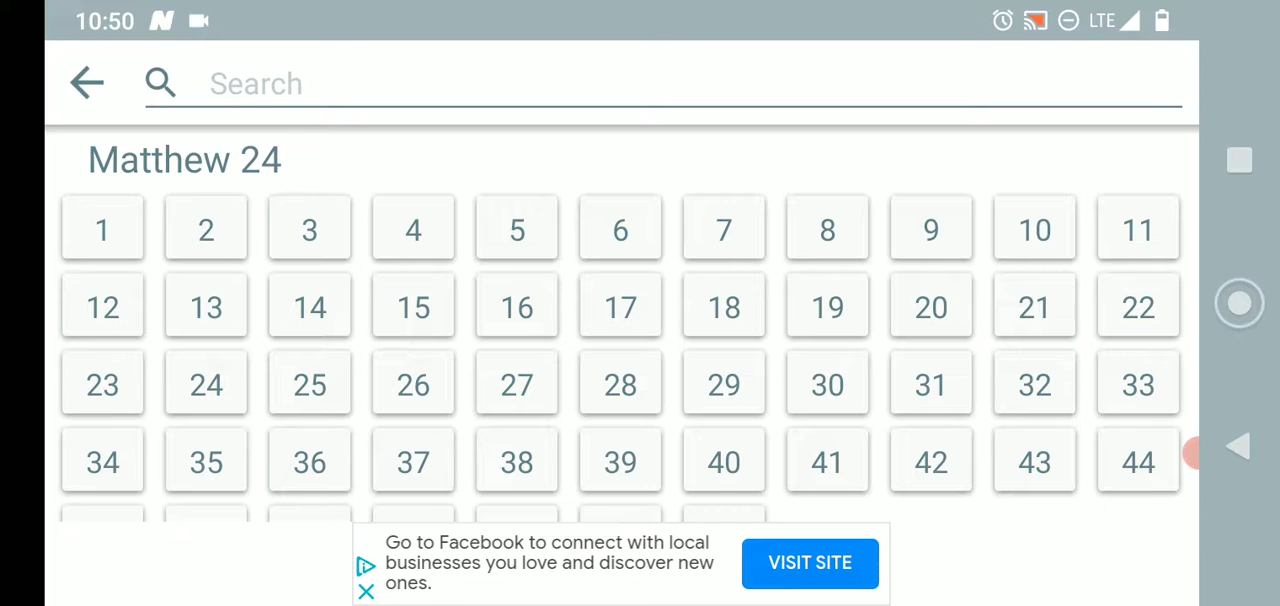 10:50 LTE
Search
Matthew 24
1 2 3 4 5 6 7 8 9 10 11
12 13 14 15 16 17 18 19 20 21 22
23 24 25 26 27 28 29 30 31 32 33
34 35 36 37 38 39 40 41 42 43 44
Go to Facebook to connect with local
businesses you love and discover new
ones.
VISIT SITE